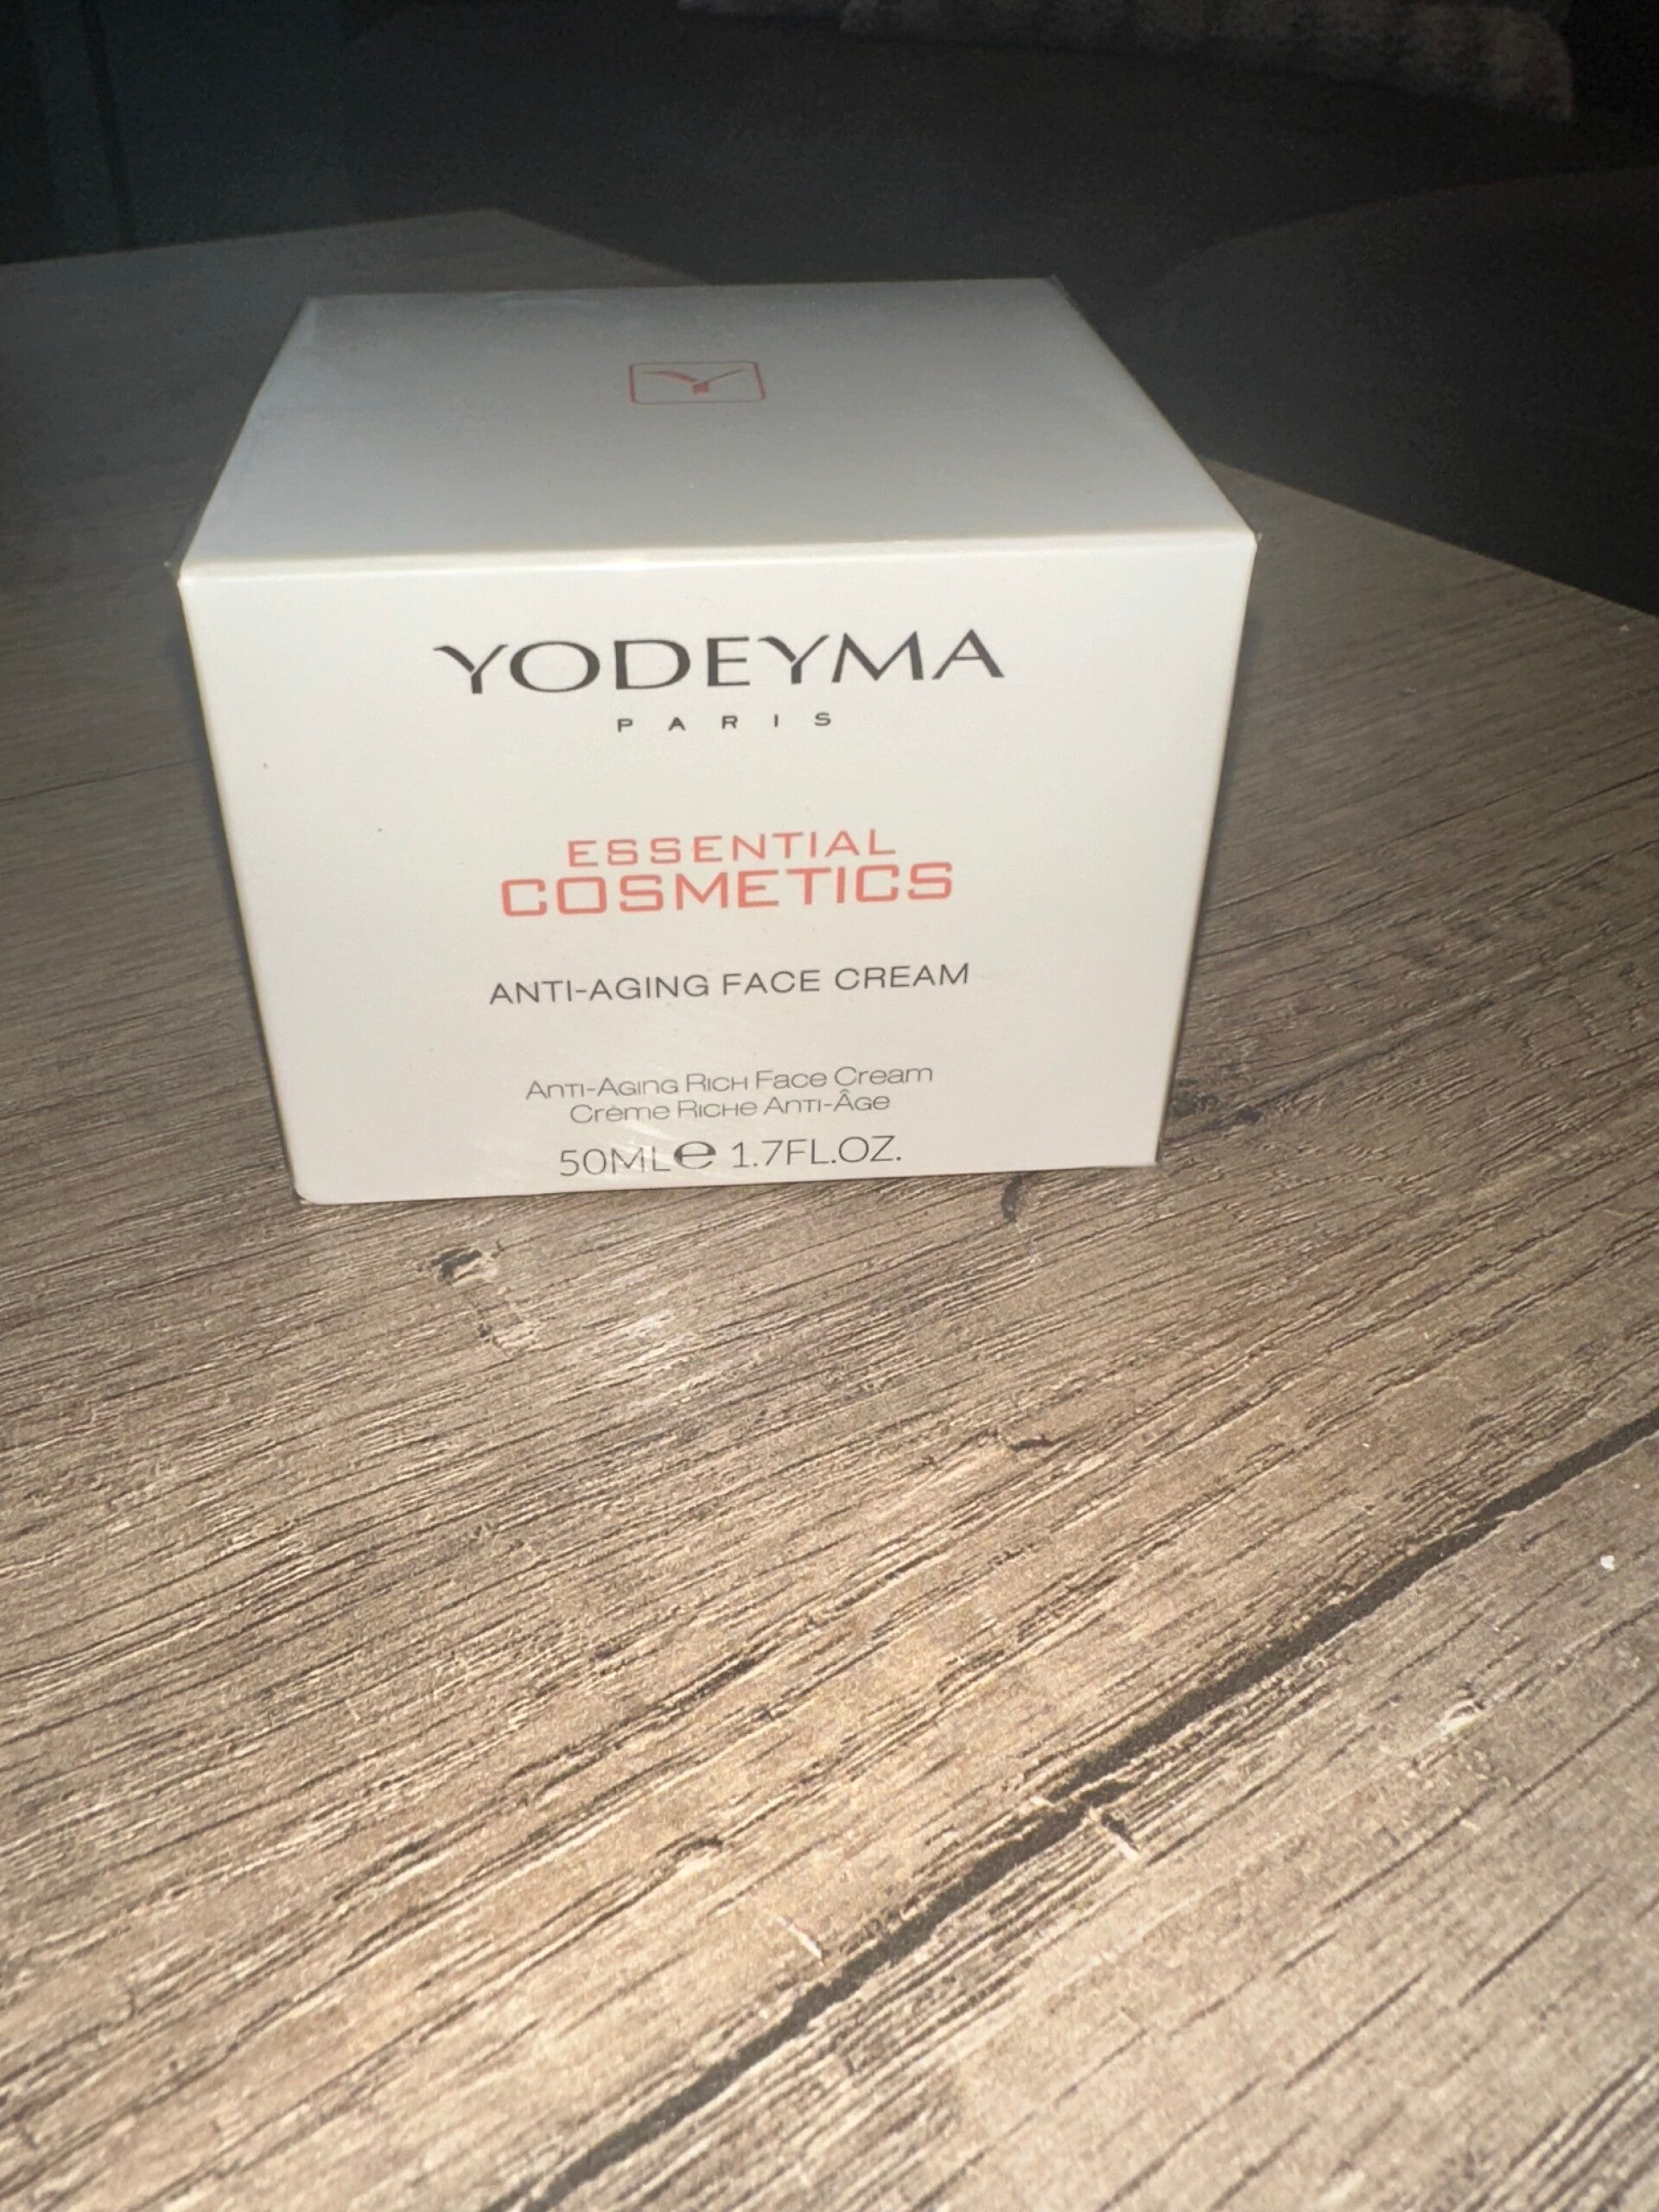 YODEYMA
PARIS
ESSENTIAL
COSMETICS
ANTI-AGING FACE CREAM
Anti-Aging Rich Face Cream
Crème Riche Anti-Âge
50ML℮ 1.7FL.OZ.